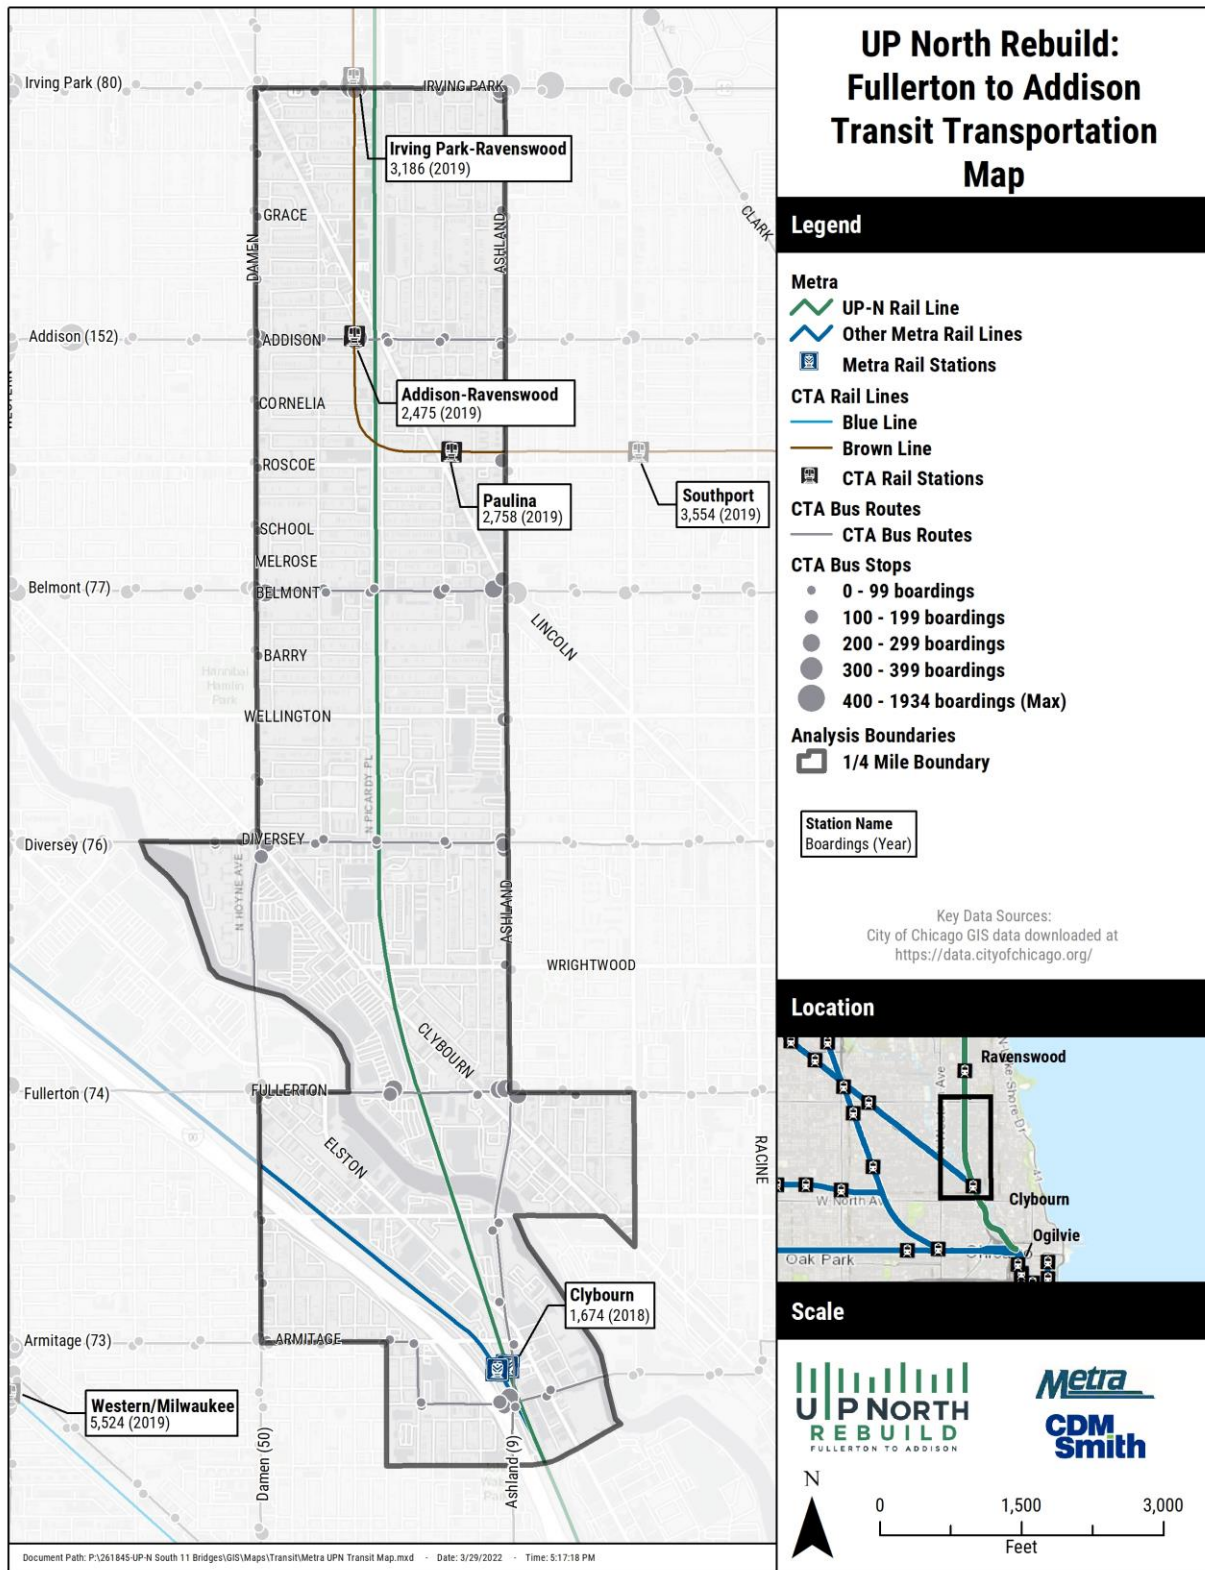 UP North Rebuild:
Fullerton to Addison
Transit Transportation
Map
Legend
Metra
UP-N Rail Line
Other Metra Rail Lines
Metra Rail Stations
CTA Rail Lines
Blue Line
Brown Line
CTA Rail Stations
CTA Bus Routes
CTA Bus Routes
CTA Bus Stops
0 - 99 boardings
100 - 199 boardings
200 - 299 boardings
300 - 399 boardings
400 - 1934 boardings (Max)
Analysis Boundaries
1/4 Mile Boundary
Station Name
Boardings (Year)
Key Data Sources:
City of Chicago GIS data downloaded at
https://data.cityofchicago.org/
Location
Ravenswood
Clybourn
Ogilvie
W North Av
Oak Park
Scale
UP NORTH
REBUILD
FULLERTON TO ADDISON
Metra
CDM
Smith
N
0 1,500 3,000
Feet
Irving Park (80)
IRVING PARK
Irving Park-Ravenswood
3,186 (2019)
GRACE
DAMEN
ASHLAND
CLARK
Addison (152)
ADDISON
Addison-Ravenswood
2,475 (2019)
CORNELIA
ROSCOE
Paulina
2,758 (2019)
Southport
3,554 (2019)
SCHOOL
MELROSE
Belmont (77)
BELMONT
LINCOLN
BARRY
Hannibal
Hamlin
Park
WELLINGTON
N PICARDY PL
Diversey (76)
DIVERSEY
N HOYNE AVE
ASHLAND
WRIGHTWOOD
CLYBOURN
Fullerton (74)
FULLERTON
ELSTON
RACINE
Clybourn
1,674 (2018)
Armitage (73)
ARMITAGE
Western/Milwaukee
5,524 (2019)
Damen (50)
Ashland (9)
Document Path: P:\261845-UP-N South 11 Bridges\GIS\Maps\Transit\Metra UPN Transit Map.mxd - Date: 3/29/2022 - Time: 5:17:18 PM